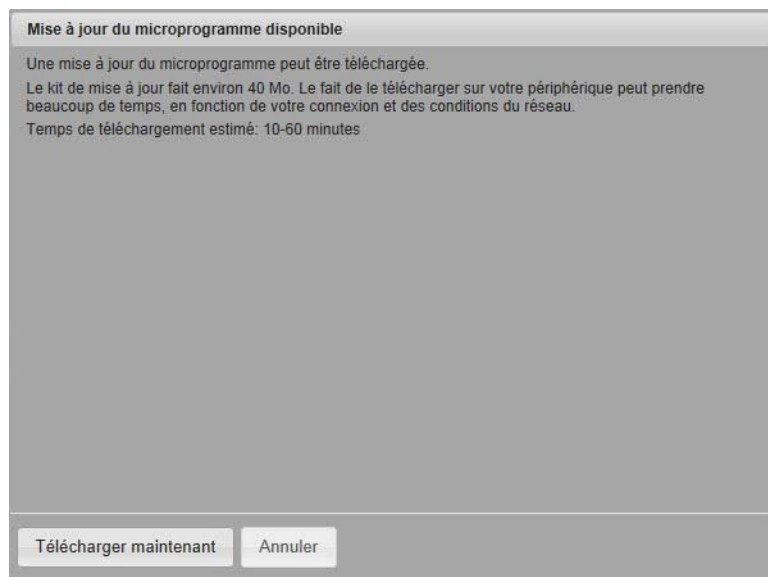 Mise à jour du microprogramme disponible
Une mise à jour du microprogramme peut être téléchargée.
Le kit de mise à jour fait environ 40 Mo. Le fait de le télécharger sur votre périphérique peut prendre
beaucoup de temps, en fonction de votre connexion et des conditions du réseau.
Temps de téléchargement estimé: 10-60 minutes
Télécharger maintenant
Annuler